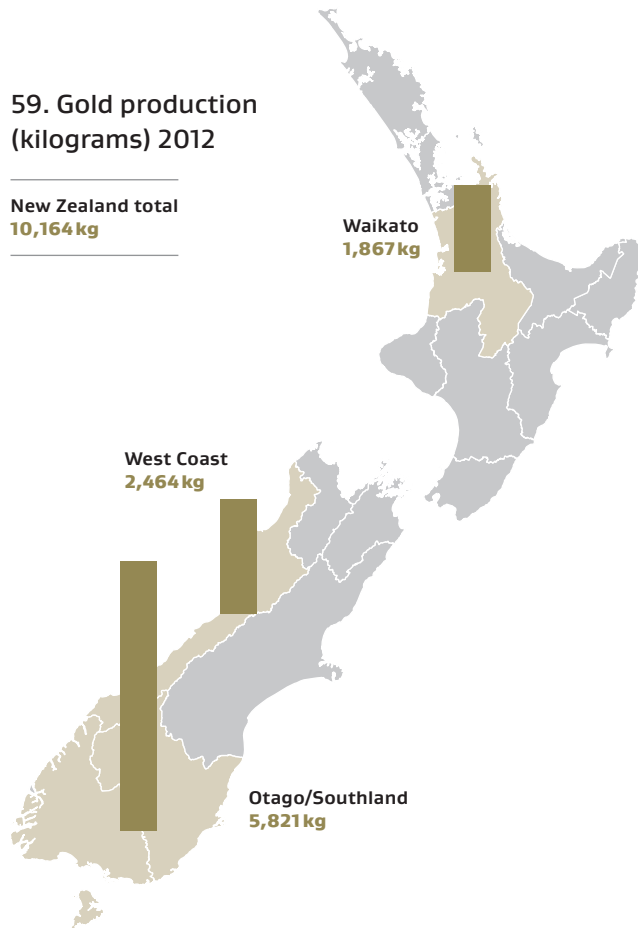 59. Gold production
(kilograms) 2012
New Zealand total
10,164 kg
Waikato
1,867 kg
West Coast
2,464 kg
Otago/Southland
5,821 kg